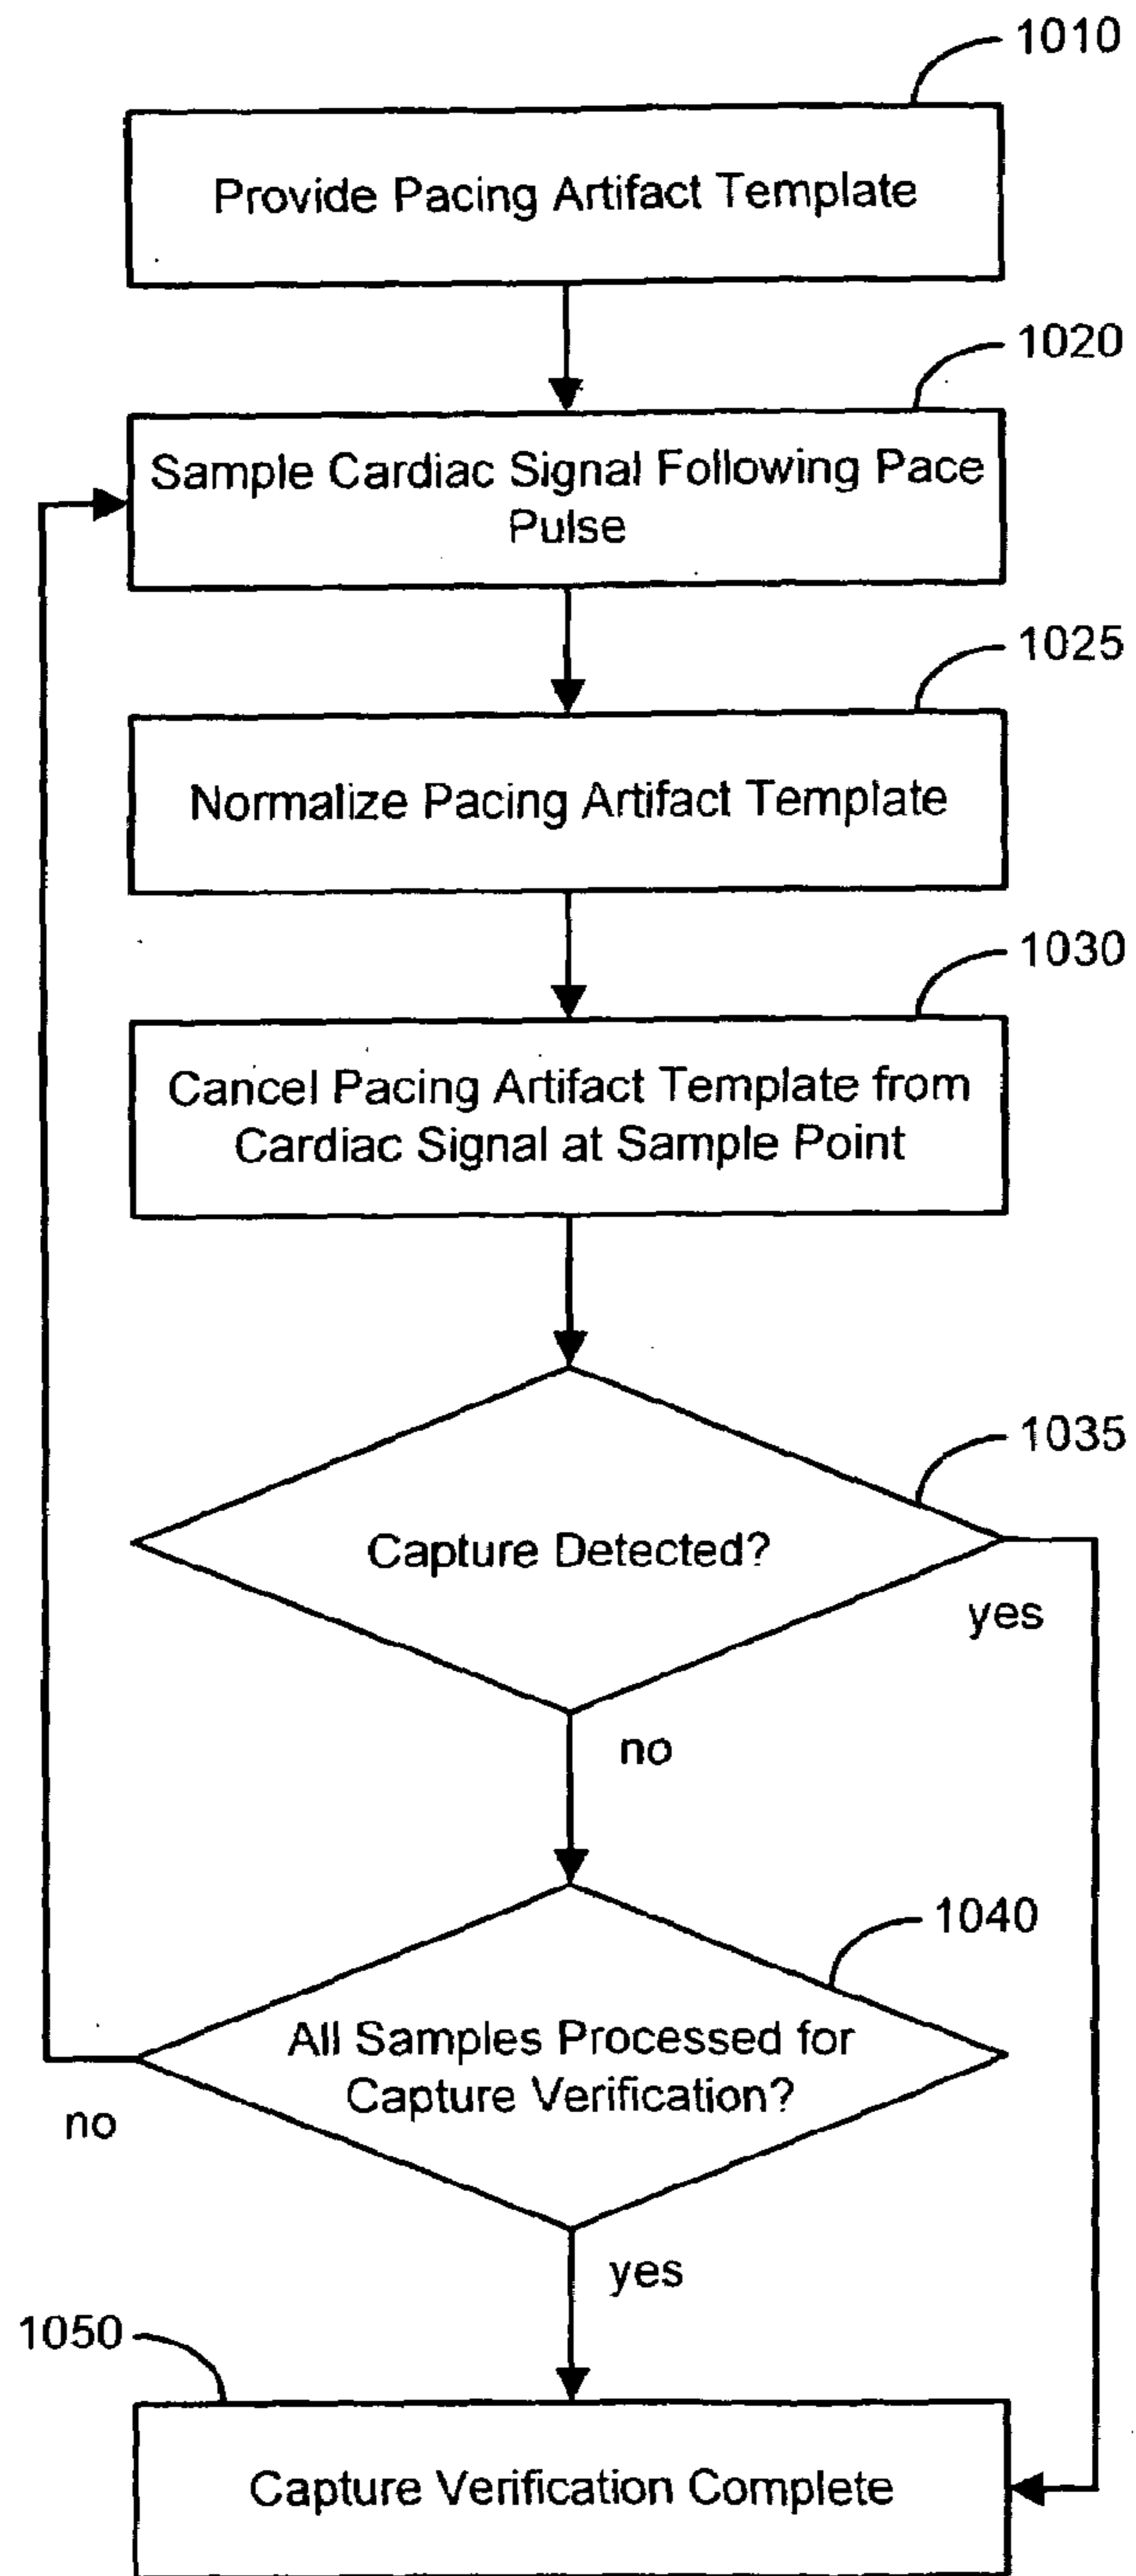 1010
Provide Pacing Artifact Template
1020
Sample Cardiac Signal Following Pace
Pulse
1025
Normalize Pacing Artifact Template
1030
Cancel Pacing Artifact Template from
Cardiac Signal at Sample Point
1035
Capture Detected?
yes
no
1040
All Samples Processed for
Capture Verification?
no
yes
1050
Capture Verification Complete